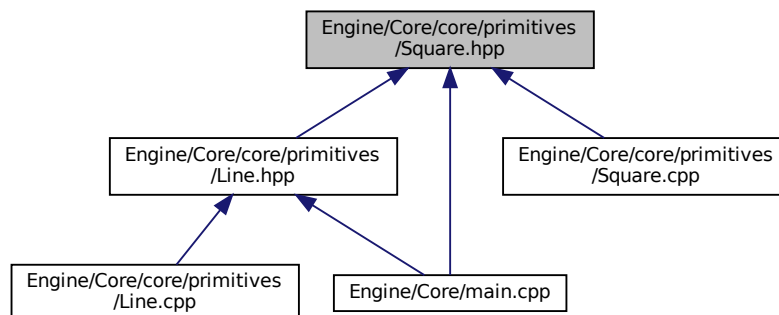 Engine/Core/core/primitives
/Square.hpp
Engine/Core/core/primitives
/Line.hpp
Engine/Core/core/primitives
/Square.cpp
Engine/Core/core/primitives
/Line.cpp
Engine/Core/main.cpp